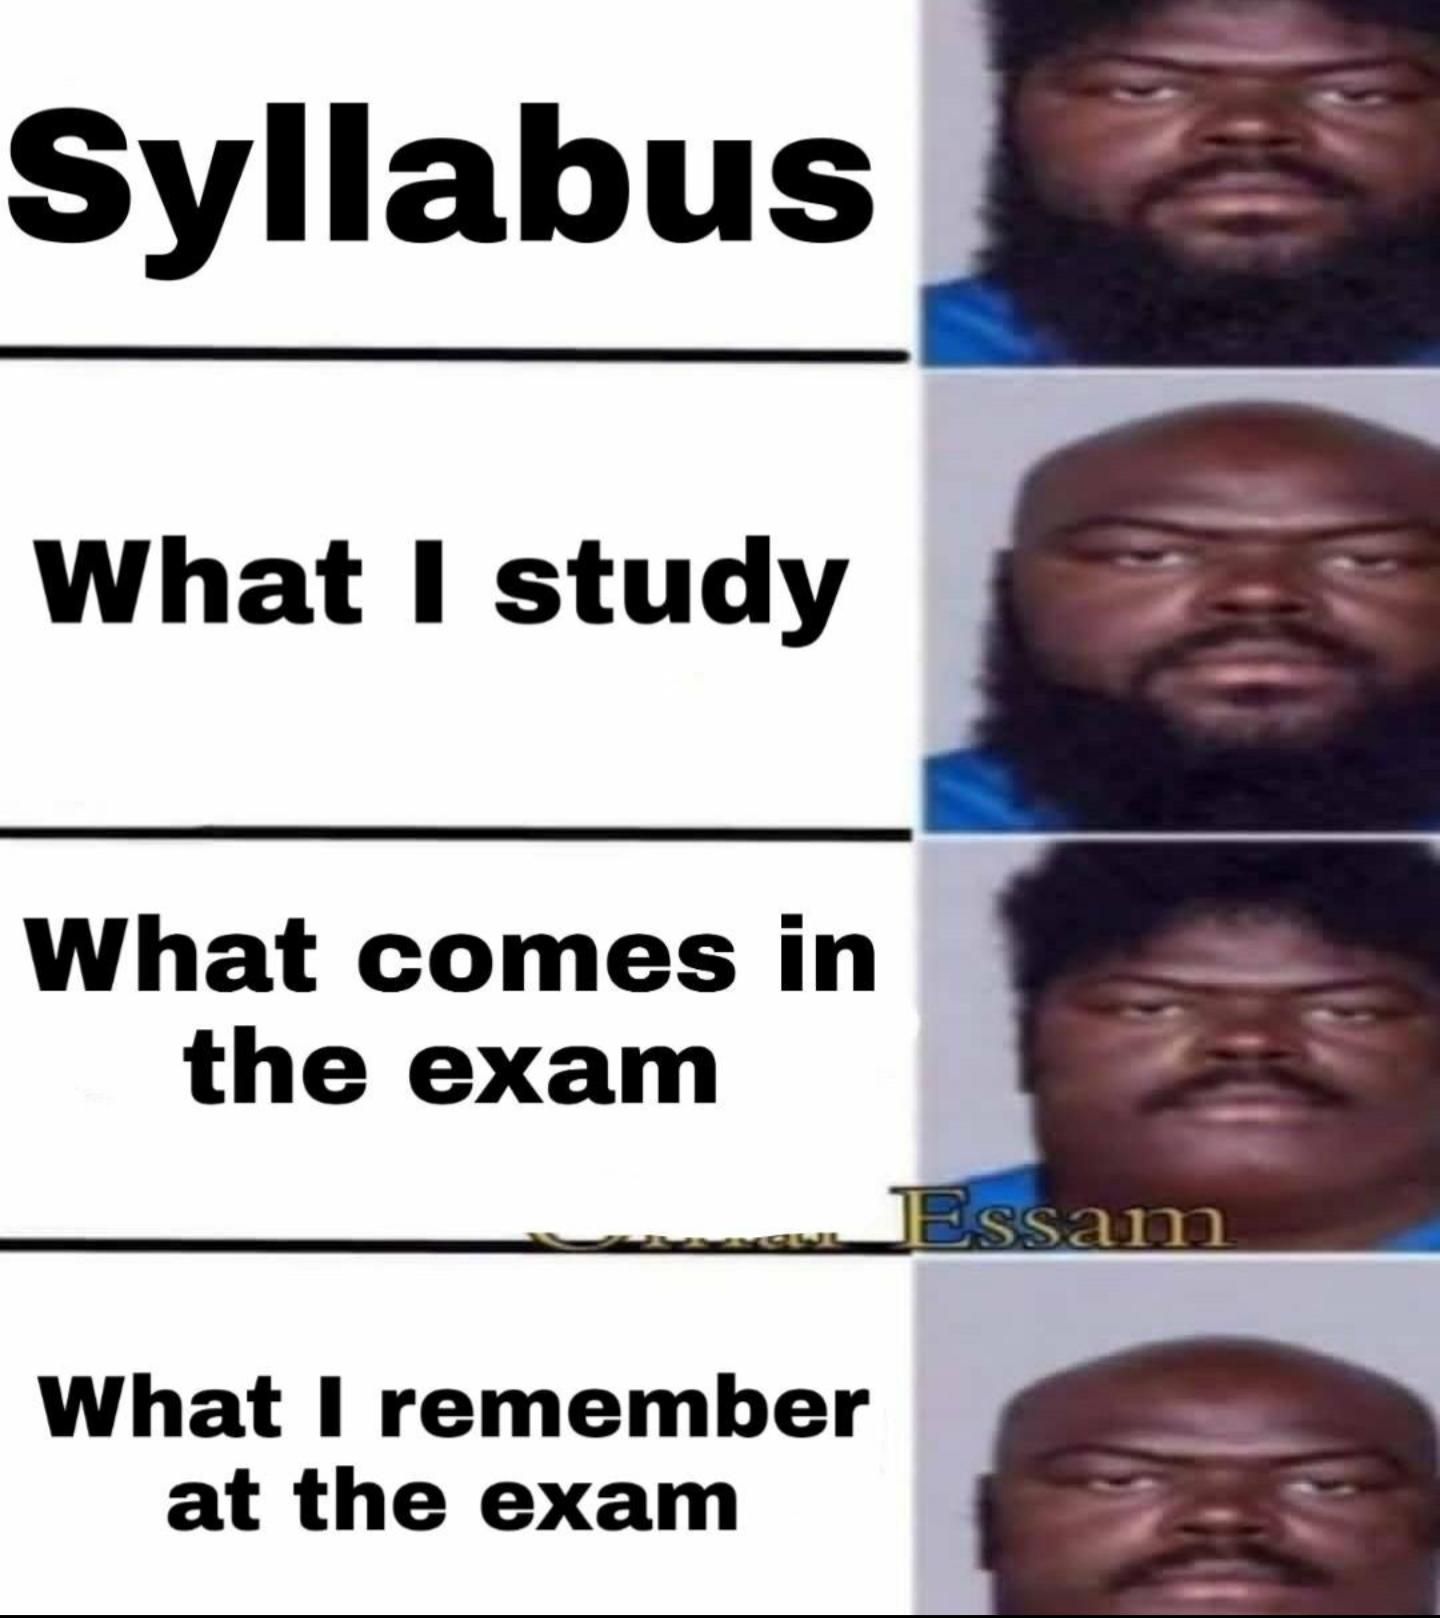 Syllabus
What I study
What comes in
the exam
Essam
What I remember
at the exam